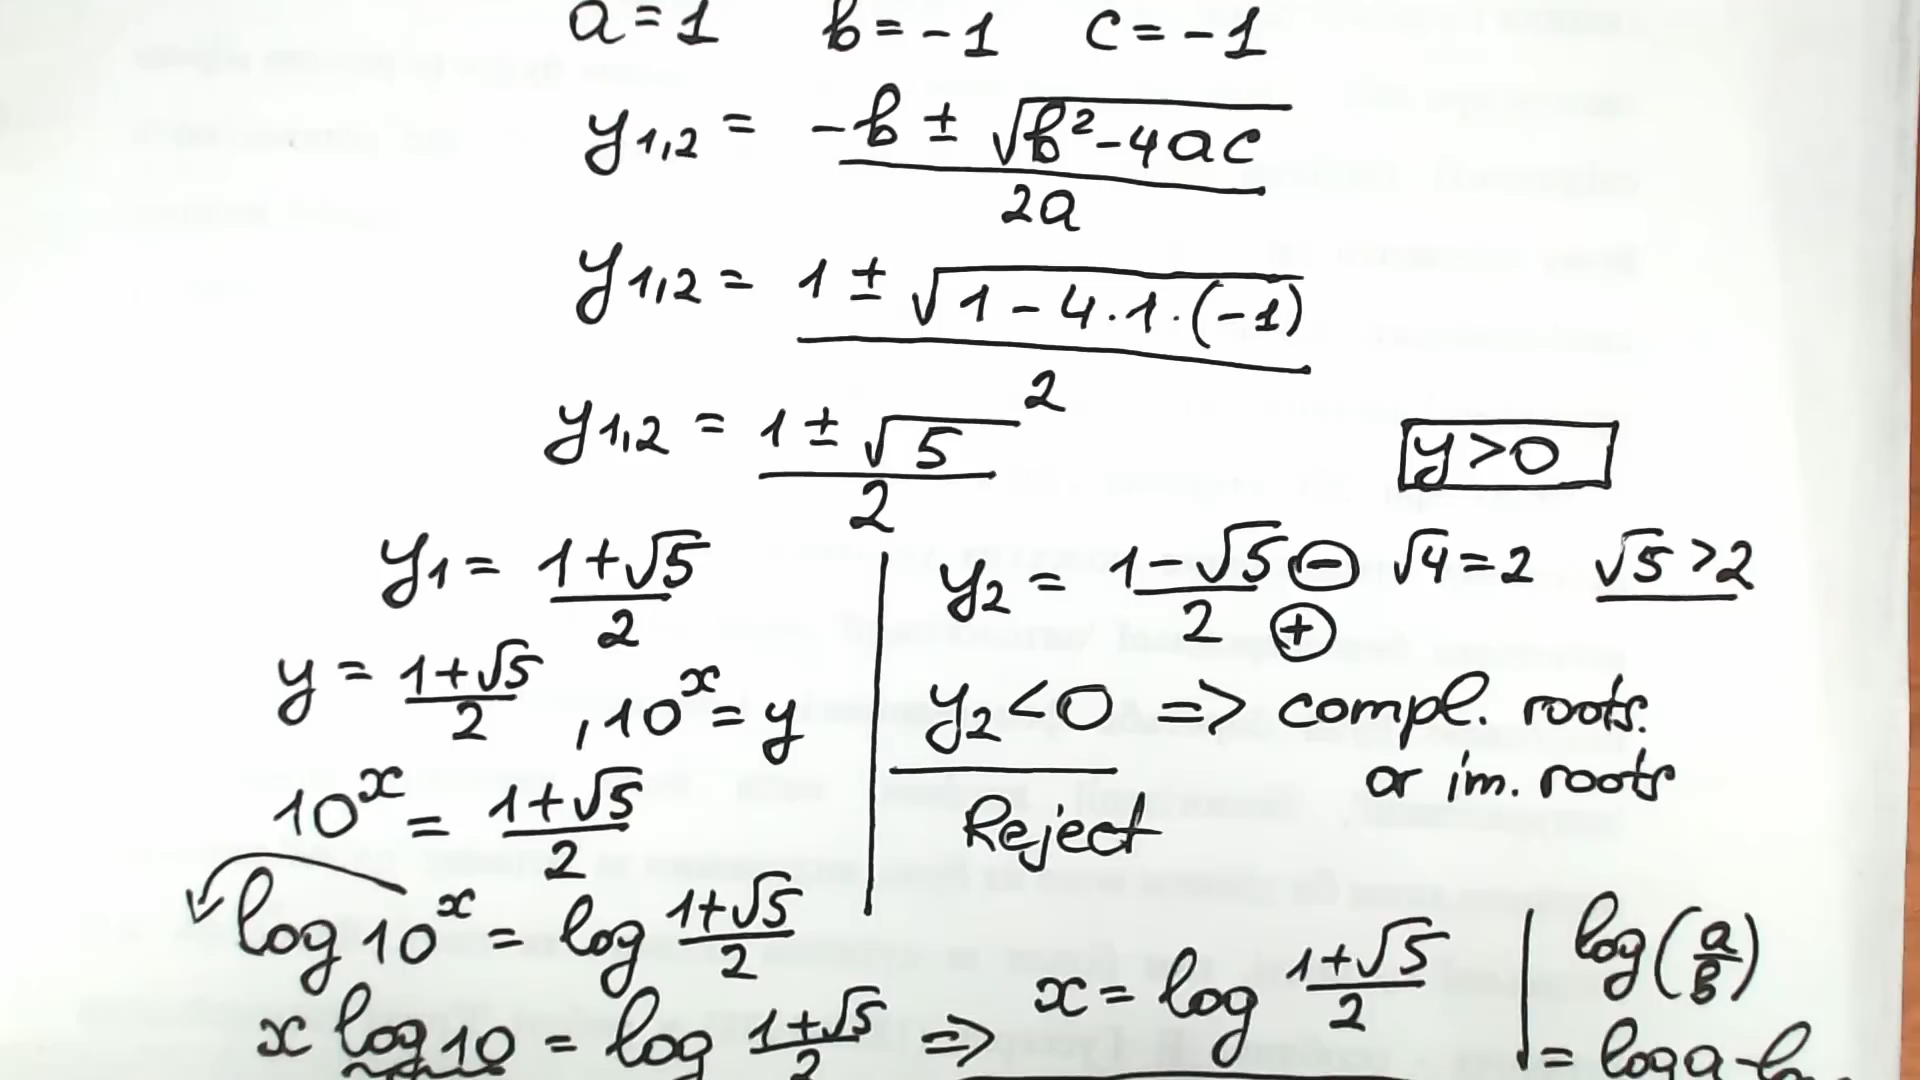 a = 1 b = -1 c = -1
y1,2 = (-b ± √(b²-4ac)) / 2a
y1,2 = (1 ± √(1 - 4·1·(-1))) / 2
y1,2 = (1 ± √5) / 2
y>0
y1 = (1+√5) / 2
y = (1+√5) / 2 , 10^x = y
10^x = (1+√5) / 2
log 10^x = log (1+√5) / 2
x log 10 = log (1+√5) / 2 => x = log (1+√5) / 2
y2 = (1-√5) / 2 ⊖ ⊕ √4=2 √5>2
y2<0 => compl. roots.
or im. roots
Reject
log(a/b)
= log a - lo